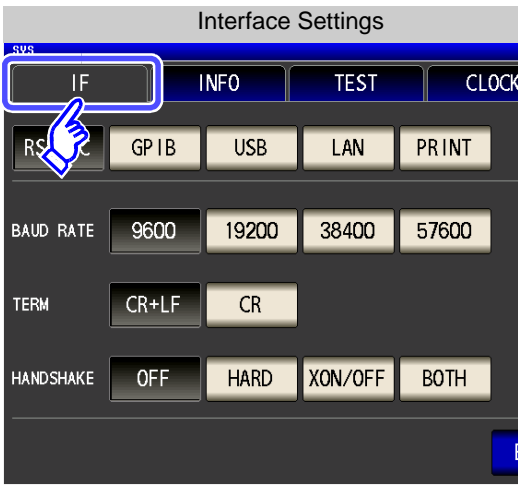 Interface Settings
SYS
IF INFO TEST CLOCK
GPIB USB LAN PRINT
BAUD RATE 9600 19200 38400 57600
TERM CR+LF CR
HANDSHAKE OFF HARD XON/OFF BOTH